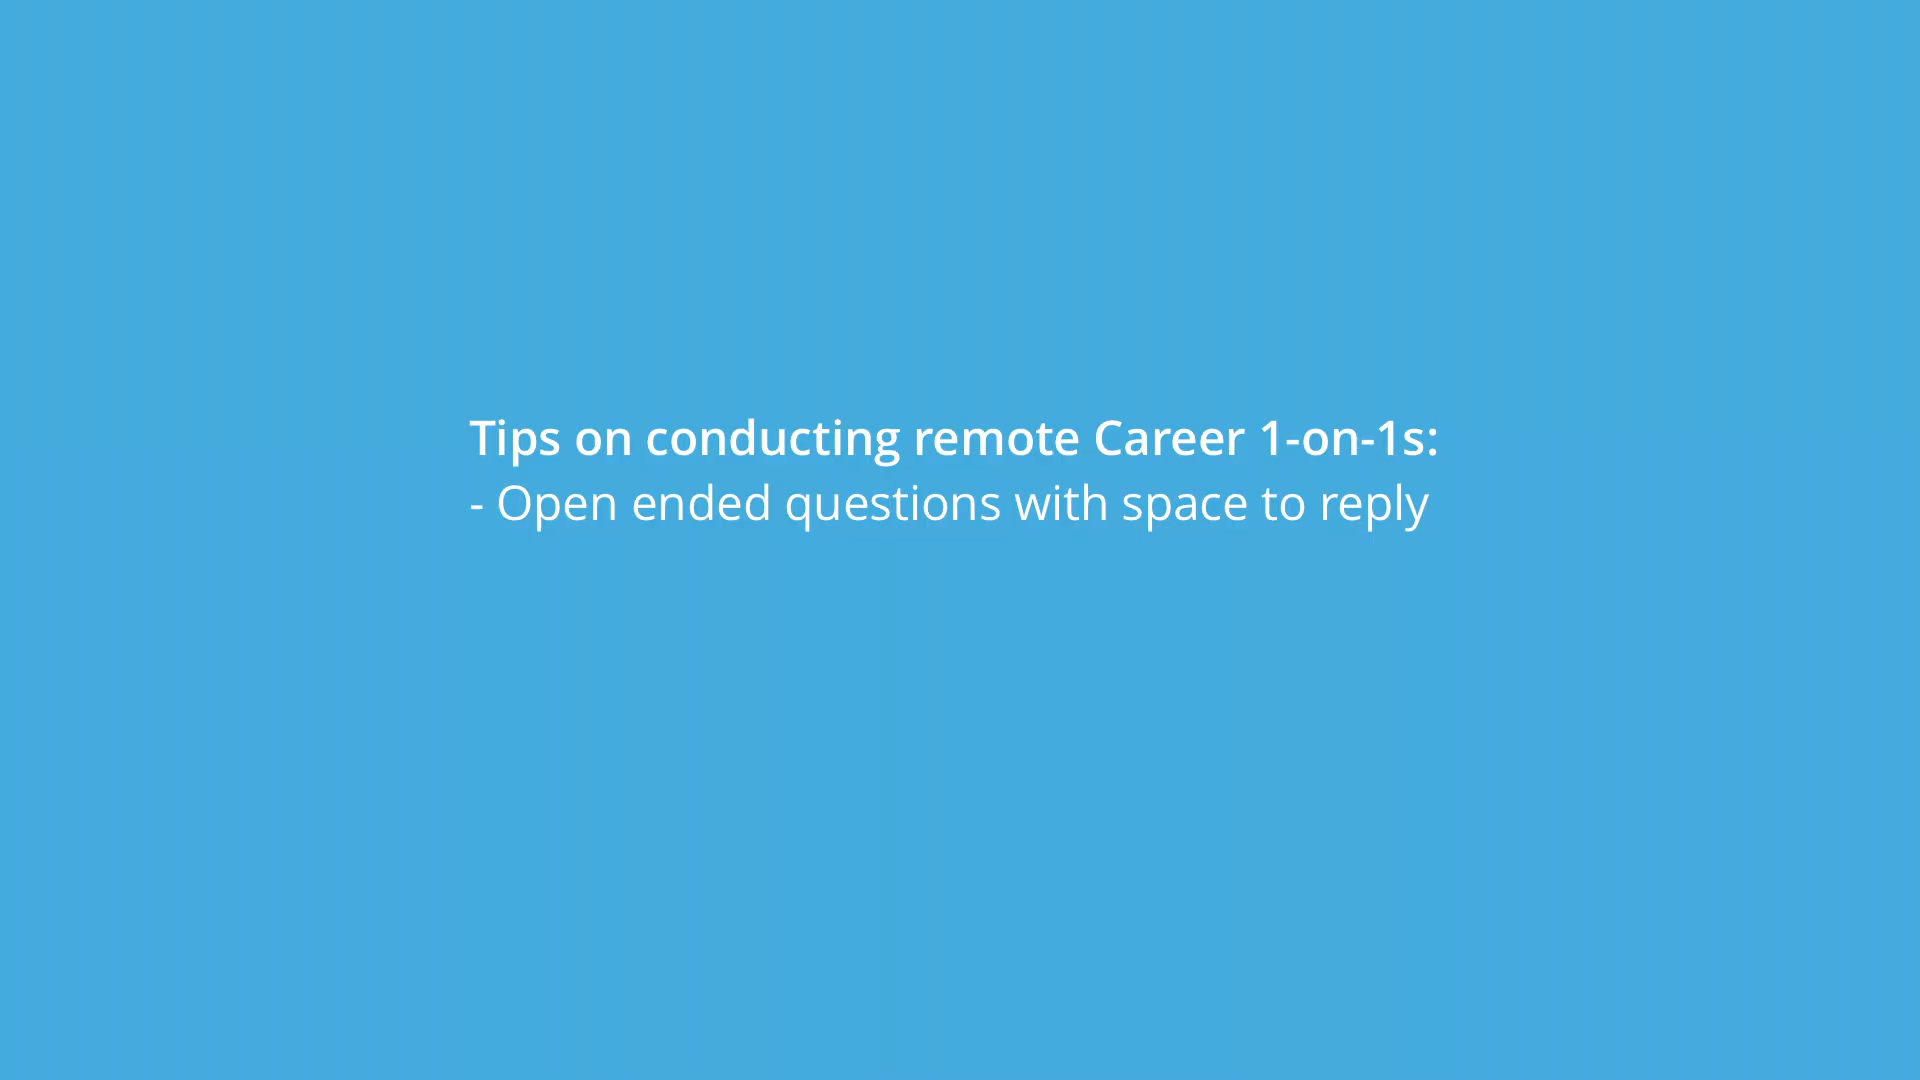 Tips on conducting remote Career 1-on-1s:
- Open ended questions with space to reply